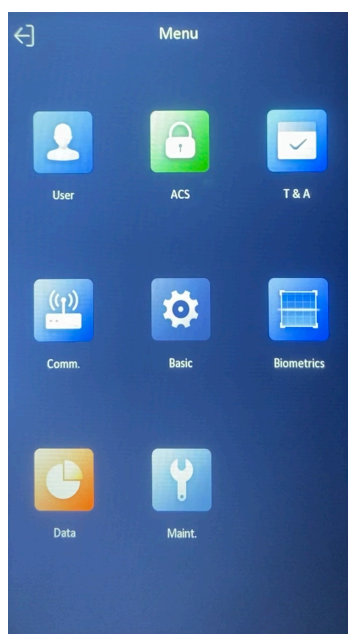 Menu
User
ACS
T & A
Comm.
Basic
Biometrics
Data
Maint.